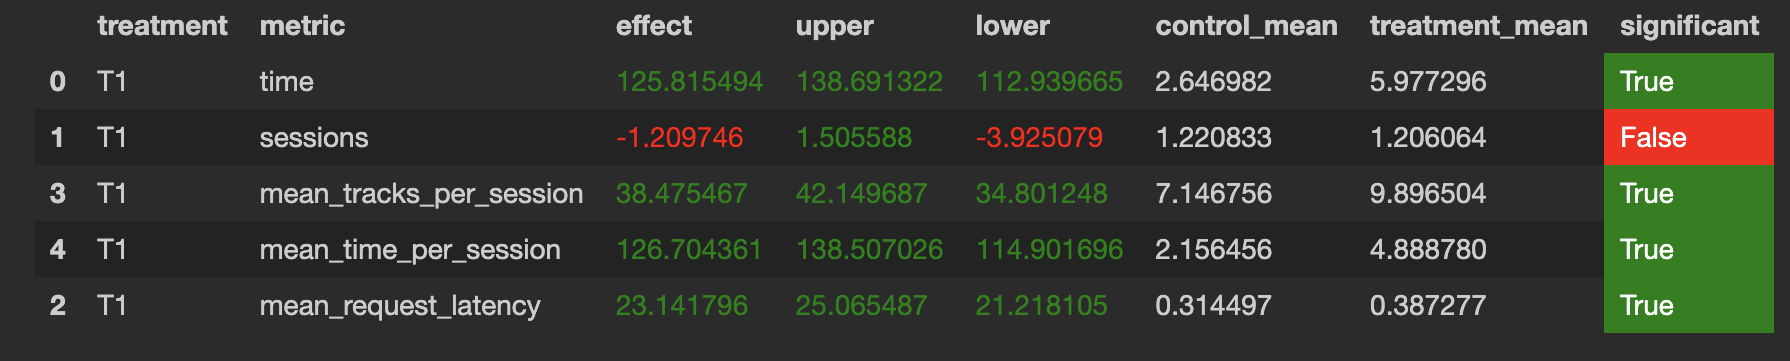 treatment metric effect upper lower control_mean treatment_mean significant
0 T1 time 125.815494 138.691322 112.939665 2.646982 5.977296 True
1 T1 sessions -1.209746 1.505588 -3.925079 1.220833 1.206064 False
3 T1 mean_tracks_per_session 38.475467 42.149687 34.801248 7.146756 9.896504 True
4 T1 mean_time_per_session 126.704361 138.507026 114.901696 2.156456 4.888780 True
2 T1 mean_request_latency 23.141796 25.065487 21.218105 0.314497 0.387277 True